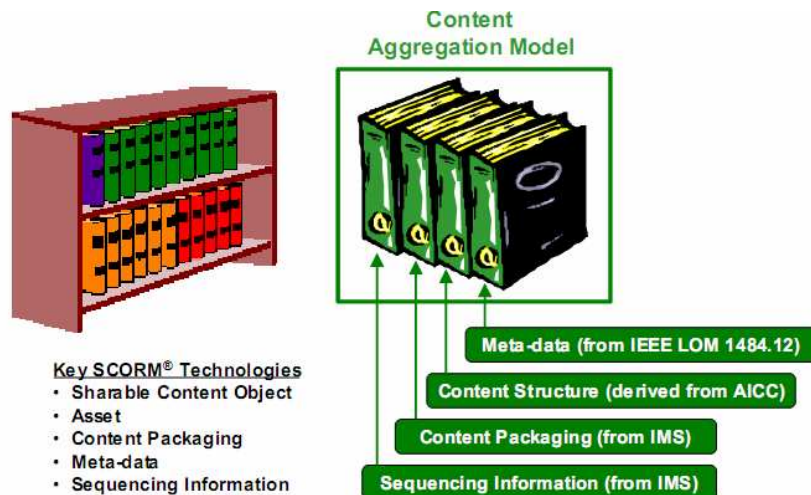 Content
Aggregation Model
Meta-data (from IEEE LOM 1484.12)
Content Structure (derived from AICC)
Content Packaging (from IMS)
Sequencing Information (from IMS)
Key SCORM® Technologies
• Sharable Content Object
• Asset
• Content Packaging
• Meta-data
• Sequencing Information